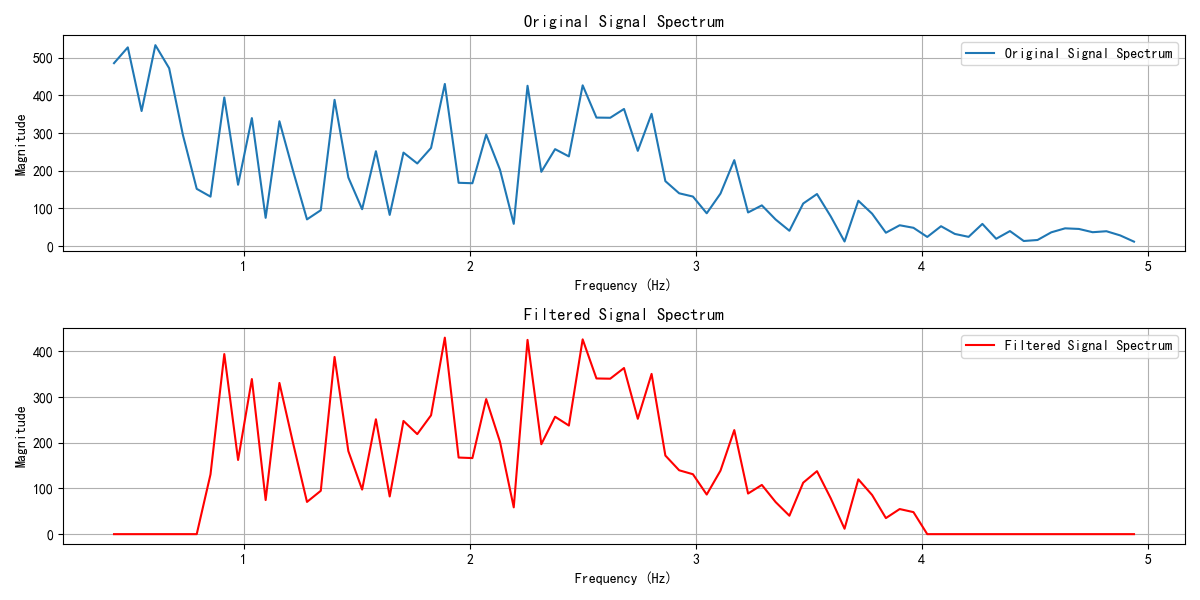 Original Signal Spectrum
Original Signal Spectrum
Magnitude
500
400
300
200
100
0
1
2
3
4
5
Frequency (Hz)
Filtered Signal Spectrum
Filtered Signal Spectrum
Magnitude
400
300
200
100
0
1
2
3
4
5
Frequency (Hz)